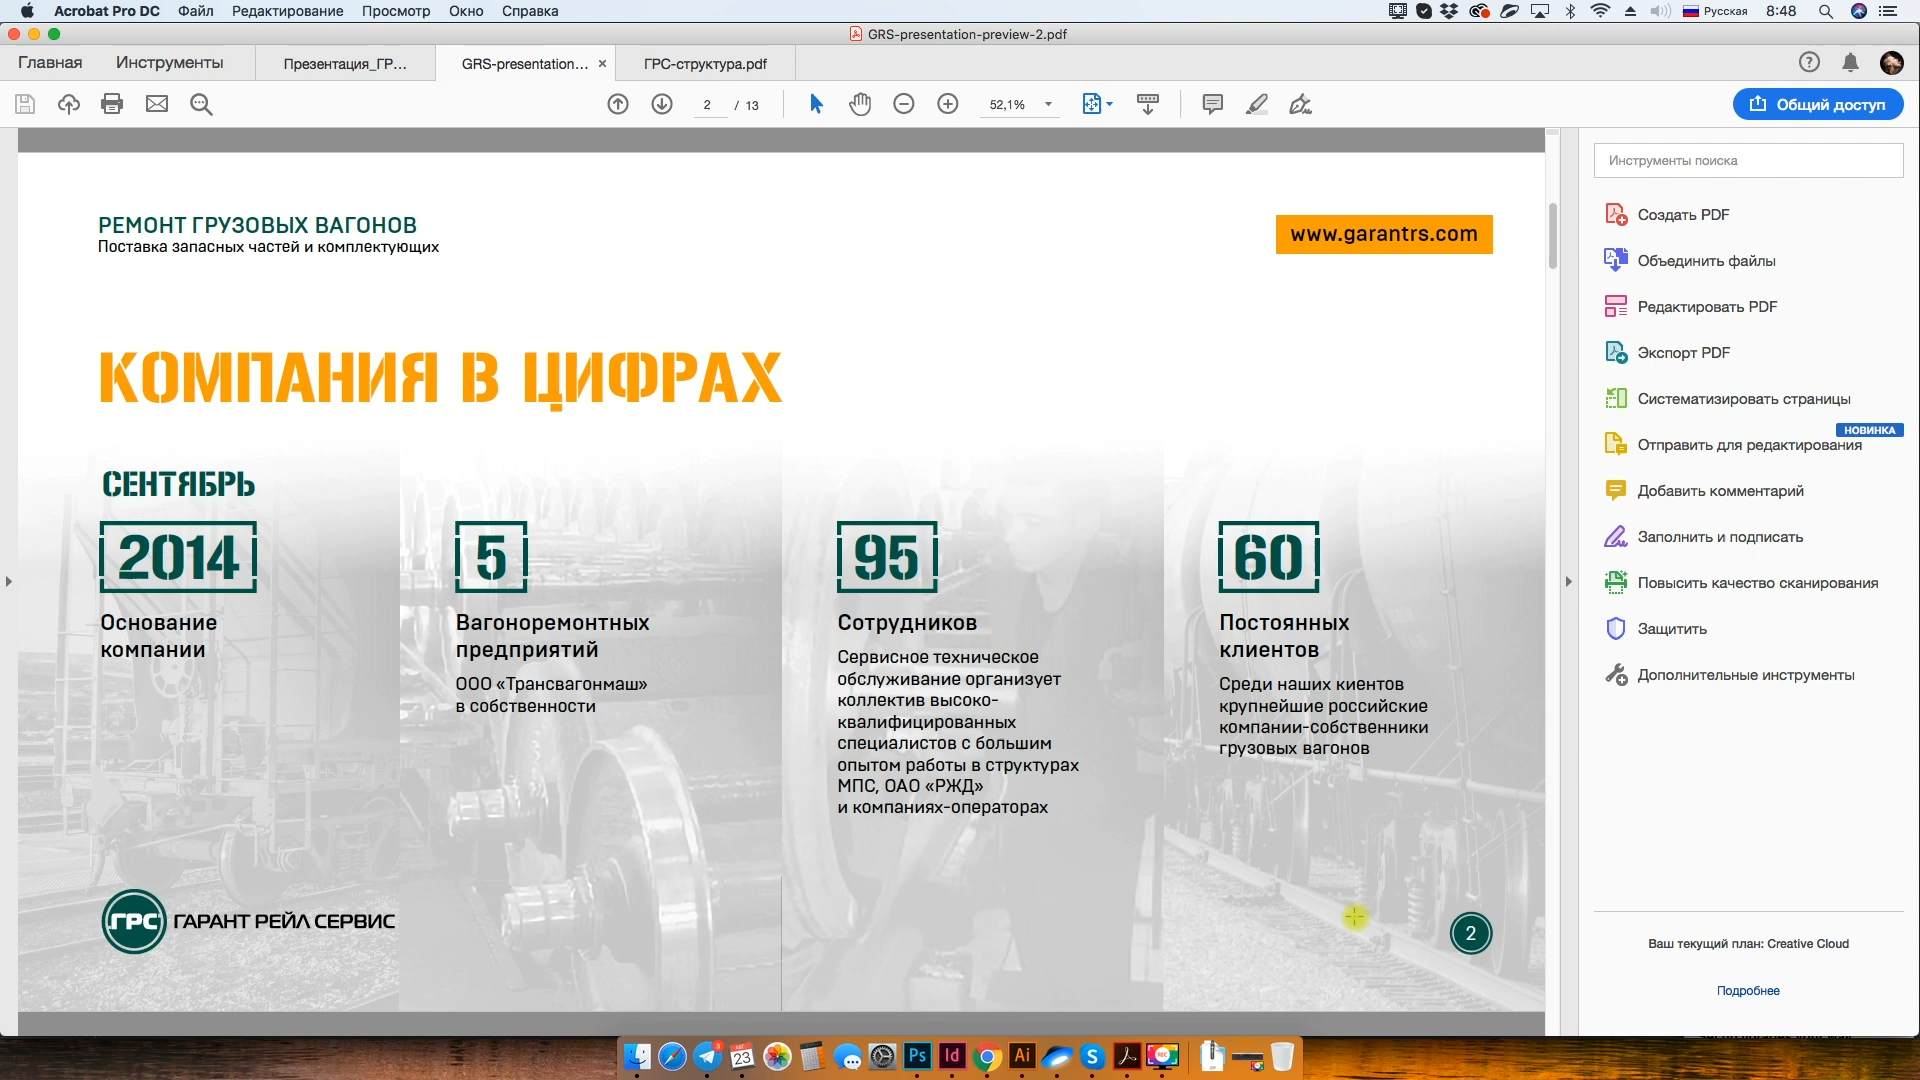 Acrobat Pro DC Файл Редактирование Просмотр Окно Справка Русская 8:48
GRS-presentation-preview-2.pdf
Главная Инструменты Презентация_ГР... GRS-presentation... × ГРС-структура.pdf
2 / 13 52,1% Общий доступ
Инструменты поиска
Создать PDF
Объединить файлы
Редактировать PDF
Экспорт PDF
Систематизировать страницы
НОВИНКА
Отправить для редактирования
Добавить комментарий
Заполнить и подписать
Повысить качество сканирования
Защитить
Дополнительные инструменты
Ваш текущий план: Creative Cloud
Подробнее
РЕМОНТ ГРУЗОВЫХ ВАГОНОВ
Поставка запасных частей и комплектующих
www.garantrs.com
КОМПАНИЯ В ЦИФРАХ
СЕНТЯБРЬ
2014
Основание
компании
5
Вагоноремонтных
предприятий
ООО «Трансвагонмаш»
в собственности
95
Сотрудников
Сервисное техническое
обслуживание организует
коллектив высоко-
квалифицированных
специалистов с большим
опытом работы в структурах
МПС, ОАО «РЖД»
и компаниях-операторах
60
Постоянных
клиентов
Среди наших киентов
крупнейшие российские
компании-собственники
грузовых вагонов
ГРС ГАРАНТ РЕЙЛ СЕРВИС
2
3 23 Ps Id Ai S REC